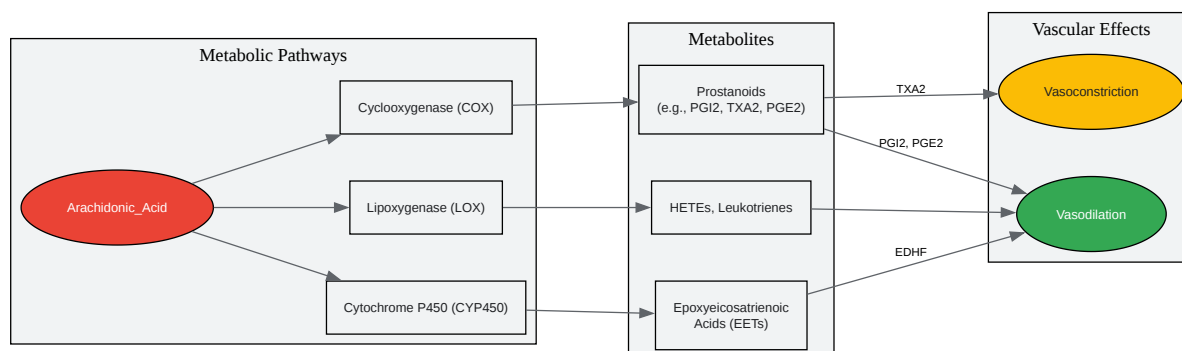 Metabolic Pathways
Metabolites
Vascular Effects
Arachidonic_Acid
Cyclooxygenase (COX)
Lipoxygenase (LOX)
Cytochrome P450 (CYP450)
Prostanoids
(e.g., PGI2, TXA2, PGE2)
HETEs, Leukotrienes
Epoxyeicosatrienoic
Acids (EETs)
TXA2
PGI2, PGE2
EDHF
Vasoconstriction
Vasodilation